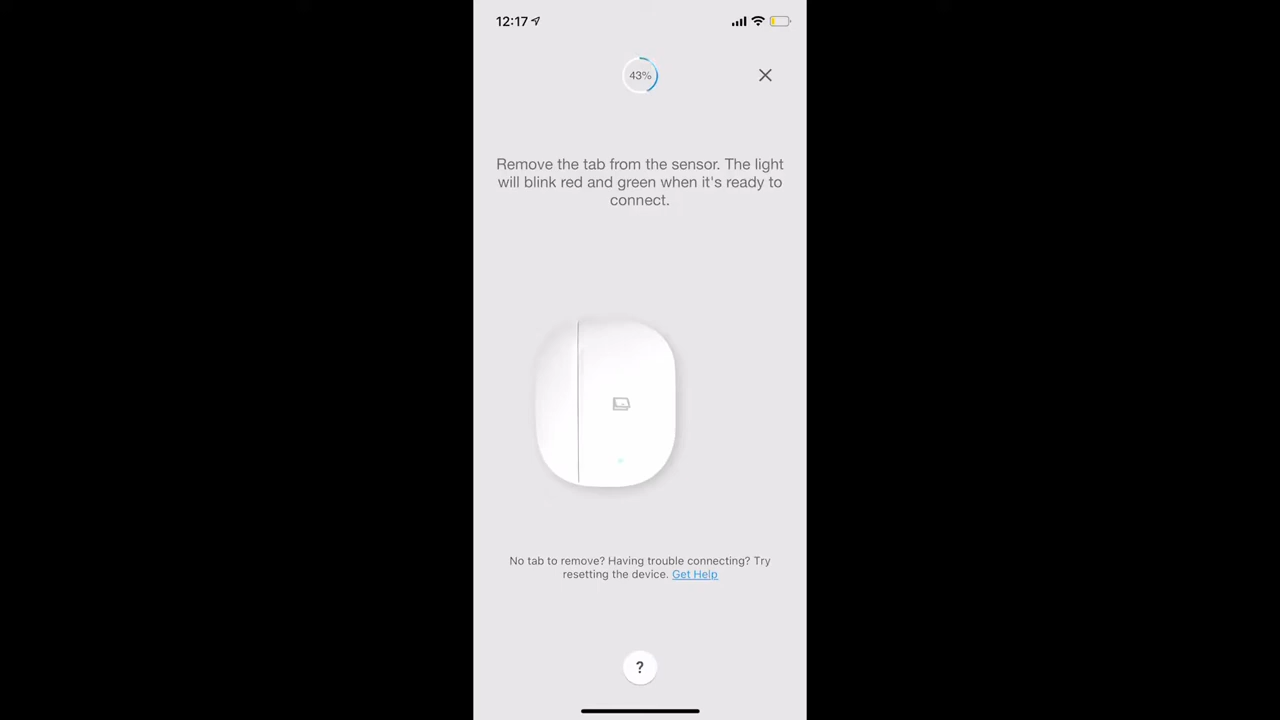 12:17
43%
Remove the tab from the sensor. The light
will blink red and green when it's ready to
connect.
No tab to remove? Having trouble connecting? Try
resetting the device. Get Help
?